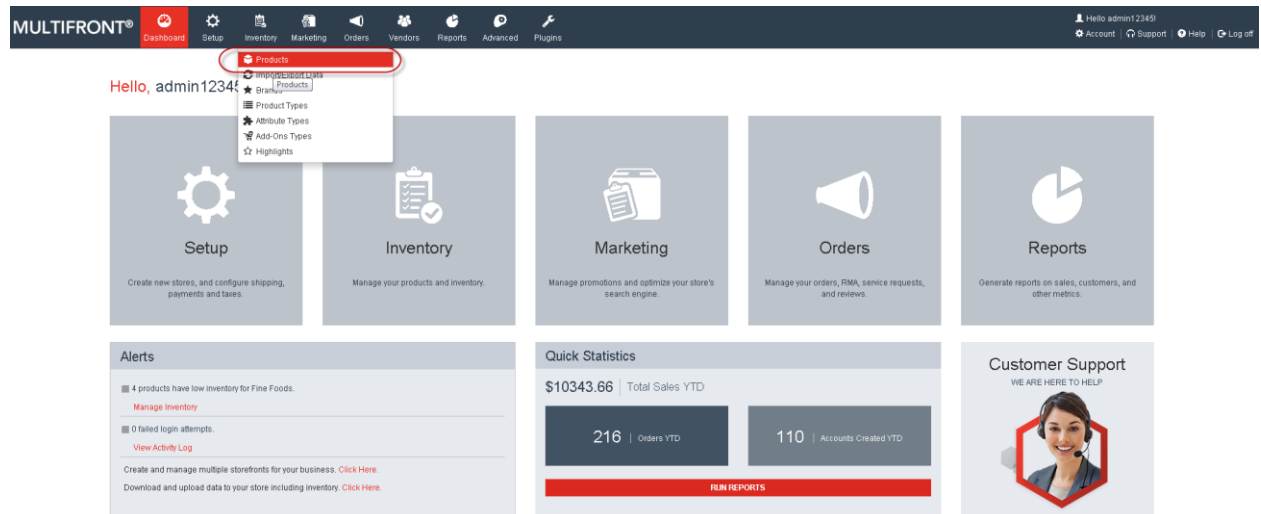 MULTIFRONT®
Dashboard
Setup
Inventory
Marketing
Orders
Vendors
Reports
Advanced
Plugins
Hello admin12345!
Account | Support | Help | Log off
Products
Import/Export Data
Products
Product Types
Attribute Types
Add-Ons Types
Highlights
Hello, admin12345
Setup
Create new stores, and configure shipping,
payments and taxes.
Inventory
Manage your products and inventory.
Marketing
Manage promotions and optimize your store's
search engine.
Orders
Manage your orders, RMA, service requests,
and reviews.
Reports
Generate reports on sales, customers, and
other metrics.
Alerts
4 products have low inventory for Fine Foods.
Manage Inventory
0 failed login attempts.
View Activity Log
Create and manage multiple storefronts for your business. Click Here.
Download and upload data to your store including inventory. Click Here.
Quick Statistics
$10343.66 | Total Sales YTD
216 | Orders YTD
110 | Accounts Created YTD
RUN REPORTS
Customer Support
WE ARE HERE TO HELP